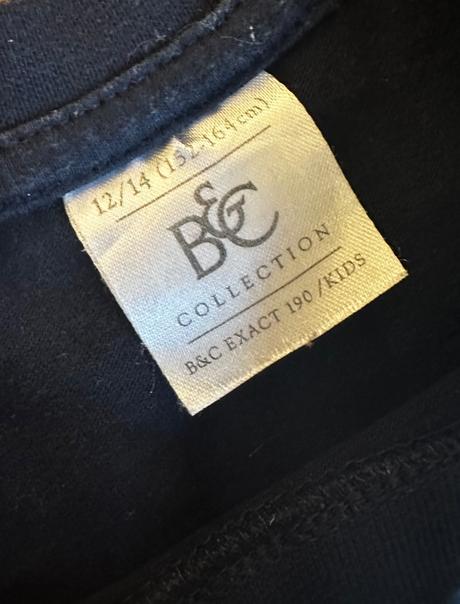 12/14 (152-164cm)
B&C
COLLECTION
B&C EXACT 190 /KIDS